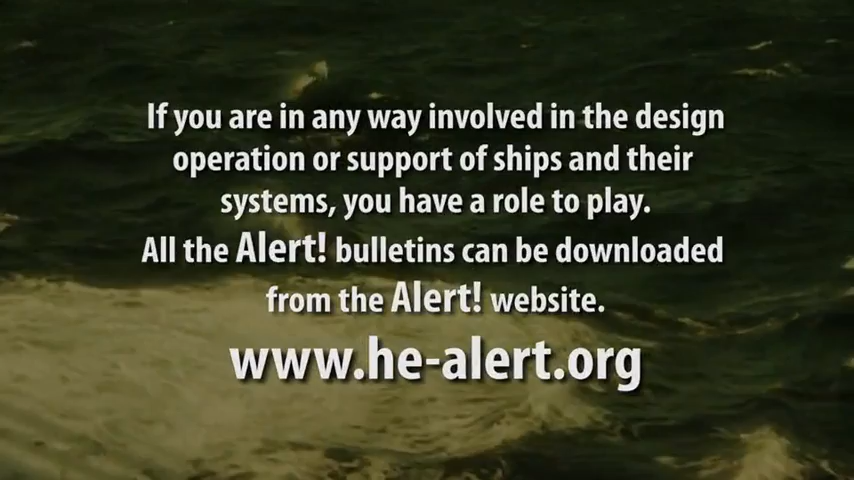 If you are in any way involved in the design
operation or support of ships and their
systems, you have a role to play.
All the Alert! bulletins can be downloaded
from the Alert! website.
www.he-alert.org